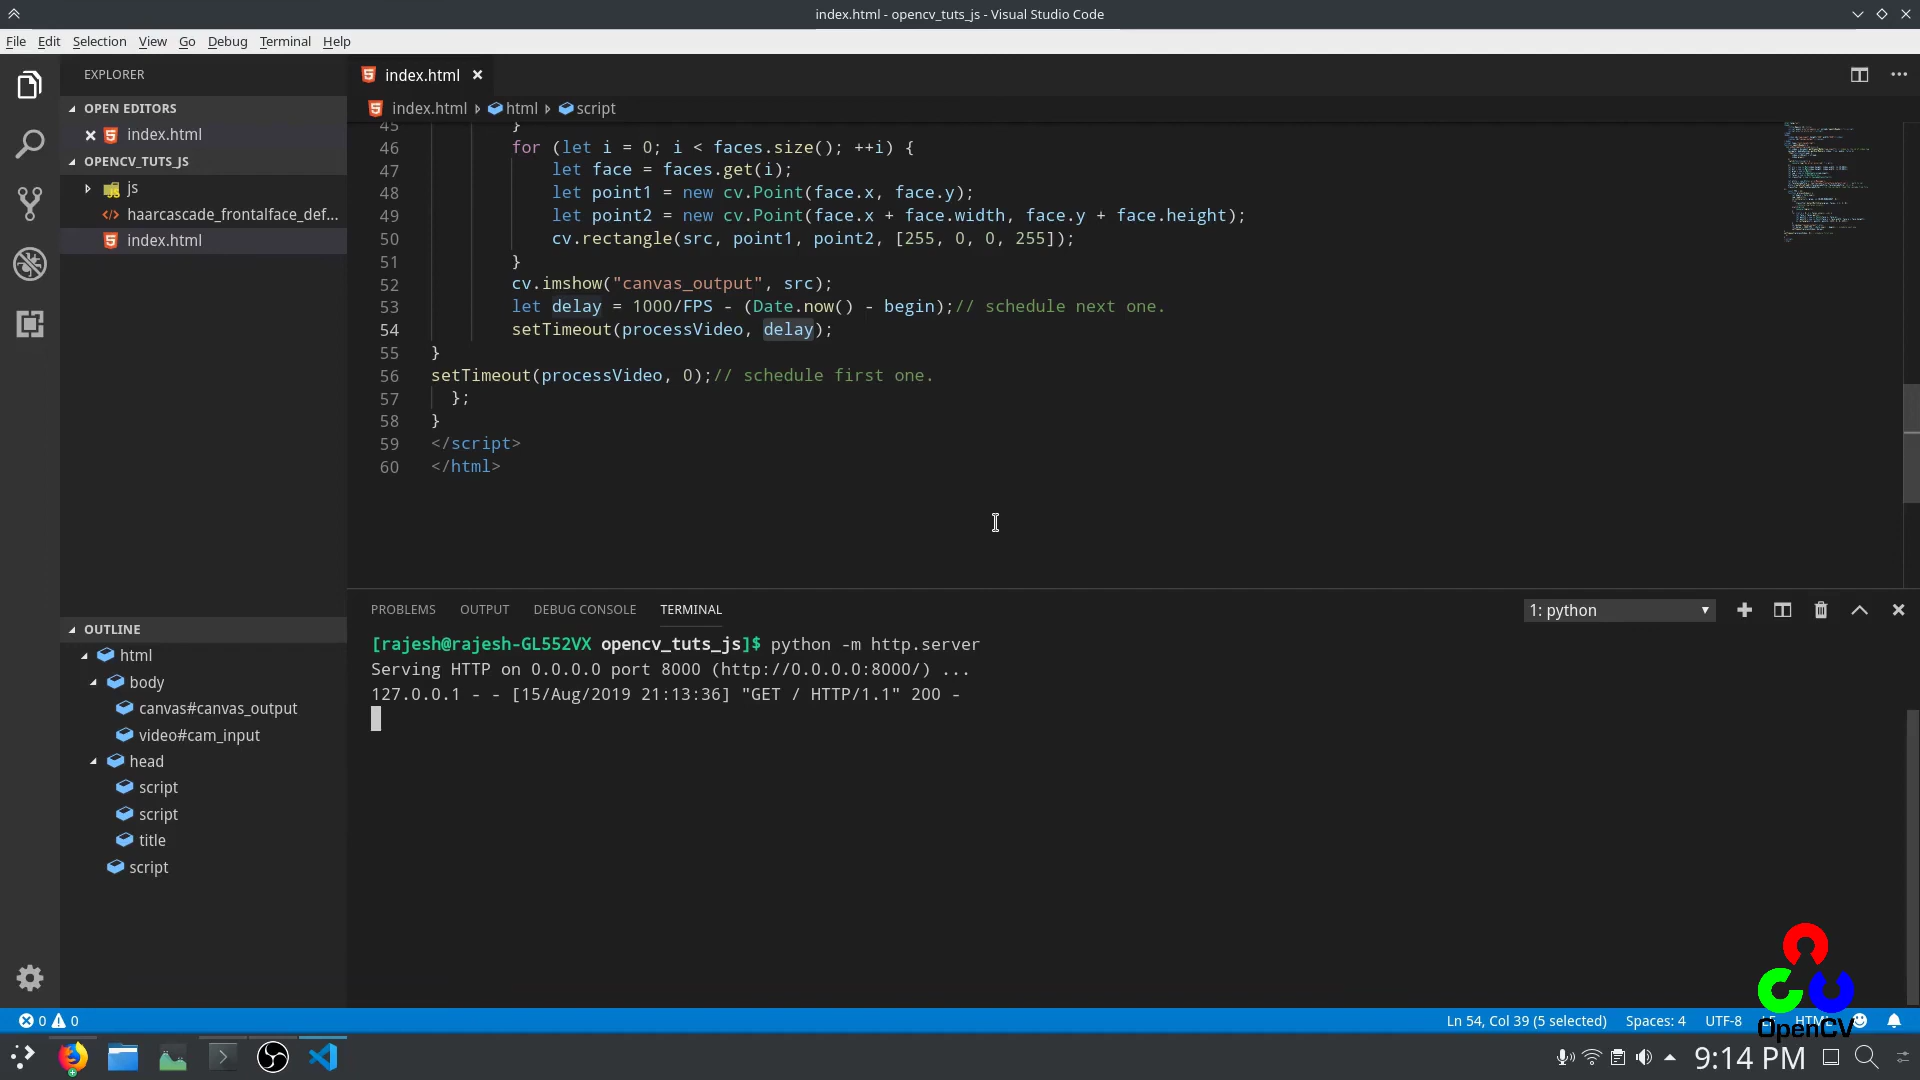 index.html - opencv_tuts_js - Visual Studio Code
File Edit Selection View Go Debug Terminal Help
EXPLORER
OPEN EDITORS
index.html
OPENCV_TUTS_JS
js
haarcascade_frontalface_def...
index.html
OUTLINE
html
body
canvas#canvas_output
video#cam_input
head
script
script
title
script
index.html
index.html html script
45 }
46 for (let i = 0; i < faces.size(); ++i) {
47 let face = faces.get(i);
48 let point1 = new cv.Point(face.x, face.y);
49 let point2 = new cv.Point(face.x + face.width, face.y + face.height);
50 cv.rectangle(src, point1, point2, [255, 0, 0, 255]);
51 }
52 cv.imshow("canvas_output", src);
53 let delay = 1000/FPS - (Date.now() - begin);// schedule next one.
54 setTimeout(processVideo, delay);
55 }
56 setTimeout(processVideo, 0);// schedule first one.
57 };
58 }
59 </script>
60 </html>
PROBLEMS OUTPUT DEBUG CONSOLE TERMINAL 1: python
[rajesh@rajesh-GL552VX opencv_tuts_js]$ python -m http.server
Serving HTTP on 0.0.0.0 port 8000 (http://0.0.0.0:8000/) ...
127.0.0.1 - - [15/Aug/2019 21:13:36] "GET / HTTP/1.1" 200 -
0 0 Ln 54, Col 39 (5 selected) Spaces: 4 UTF-8 LF HTML
OpenCV
9:14 PM